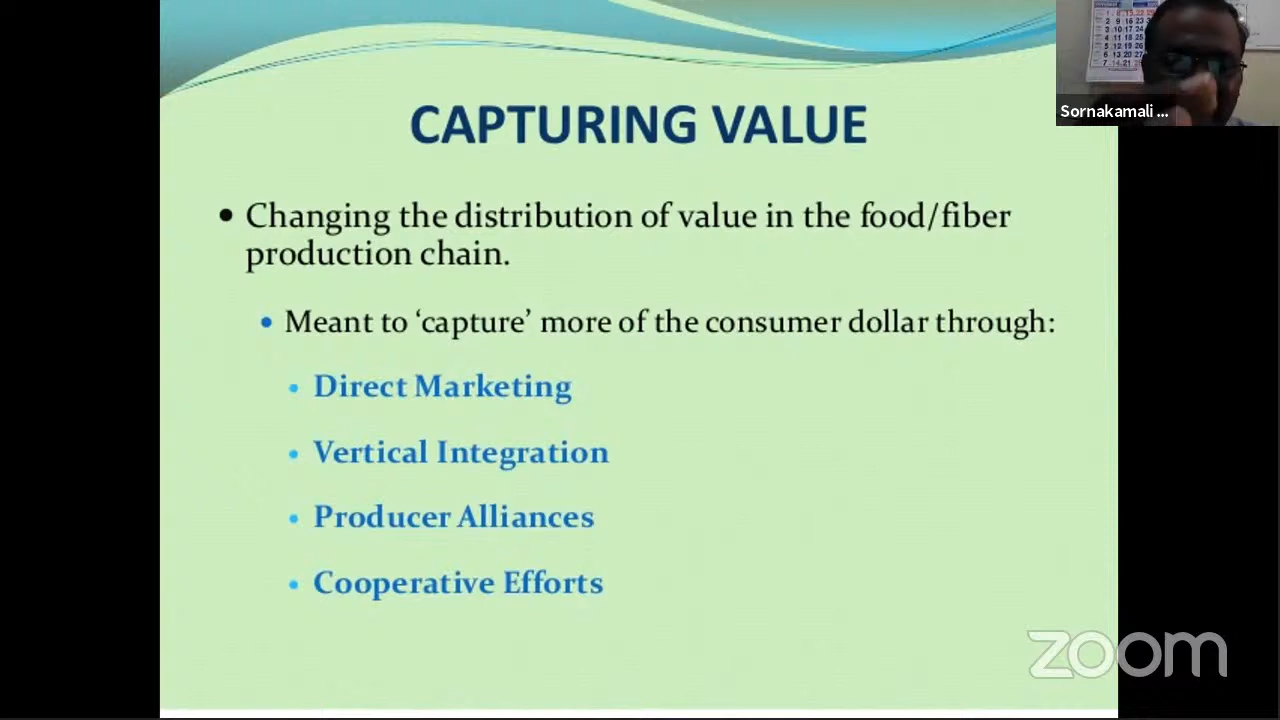 CAPTURING VALUE
Sornakamali ...
• Changing the distribution of value in the food/fiber
production chain.
• Meant to ‘capture’ more of the consumer dollar through:
• Direct Marketing
• Vertical Integration
• Producer Alliances
• Cooperative Efforts
zoom